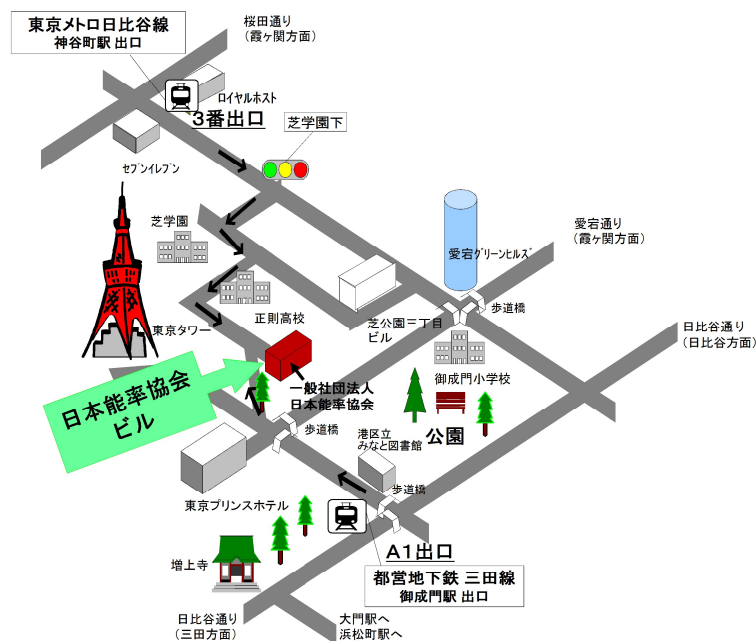 東京メトロ日比谷線
神谷町駅 出口
桜田通り
(霞ヶ関方面)
ロイヤルホスト
3番出口
芝学園下
セブンイレブン
芝学園
愛宕グリーンヒルズ
愛宕通り
(霞ヶ関方面)
歩道橋
正則高校
東京タワー
芝公園三丁目
ビル
日比谷通り
(日比谷方面)
御成門小学校
日本能率協会
ビル
一般社団法人
日本能率協会
公園
歩道橋
港区立
みなと図書館
歩道橋
東京プリンスホテル
A1出口
増上寺
都営地下鉄 三田線
御成門駅 出口
日比谷通り
(三田方面)
大門駅へ
浜松町駅へ